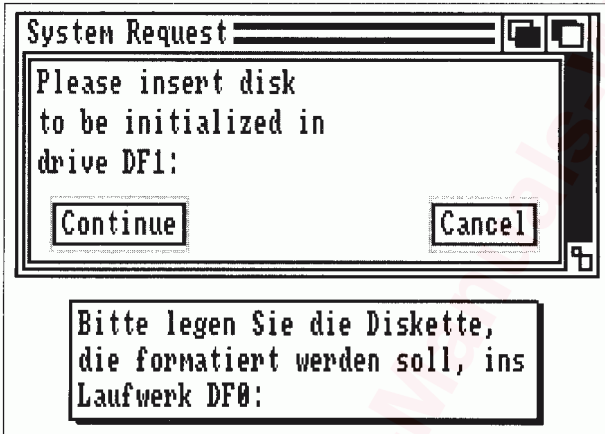 System Request
Please insert disk
to be initialized in
drive DF1:
Continue Cancel
Bitte legen Sie die Diskette,
die formatiert werden soll, ins
Laufwerk DF0: